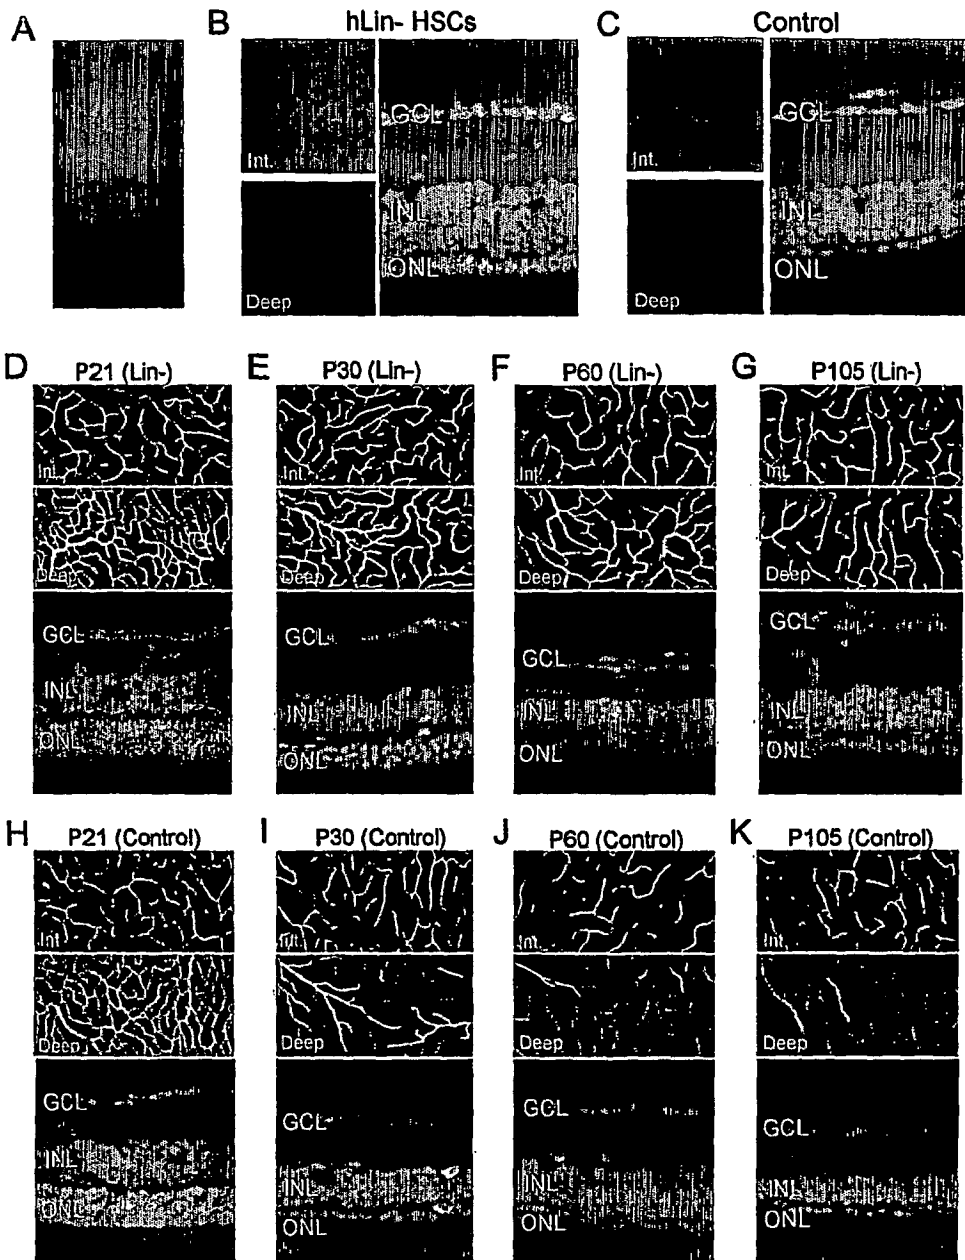 A
B hLin- HSCs
C Control
Int.
Deep
GCL
INL
ONL
Int.
Deep
GCL
INL
ONL
D P21 (Lin-)
E P30 (Lin-)
F P60 (Lin-)
G P105 (Lin-)
Int. Int. Int. Int.
Deep Deep Deep Deep
GCL GCL GCL GCL
INL INL INL INL
ONL ONL ONL ONL
H P21 (Control)
I P30 (Control)
J P60 (Control)
K P105 (Control)
Int. Int. Int. Int.
Deep Deep Deep Deep
GCL GCL GCL GCL
INL INL INL INL
ONL ONL ONL ONL